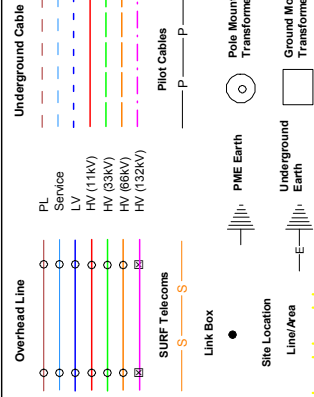 Overhead Line
Underground Cable
PL
Service
LV
HV (11kV)
HV (33kV)
HV (66kV)
HV (132kV)
SURF Telecoms
S
S
Pilot Cables
P
P
Link Box
PME Earth
Pole Moun
Transforme
Site Location
Line/Area
Underground
Earth
E
Ground Mo
Transforme